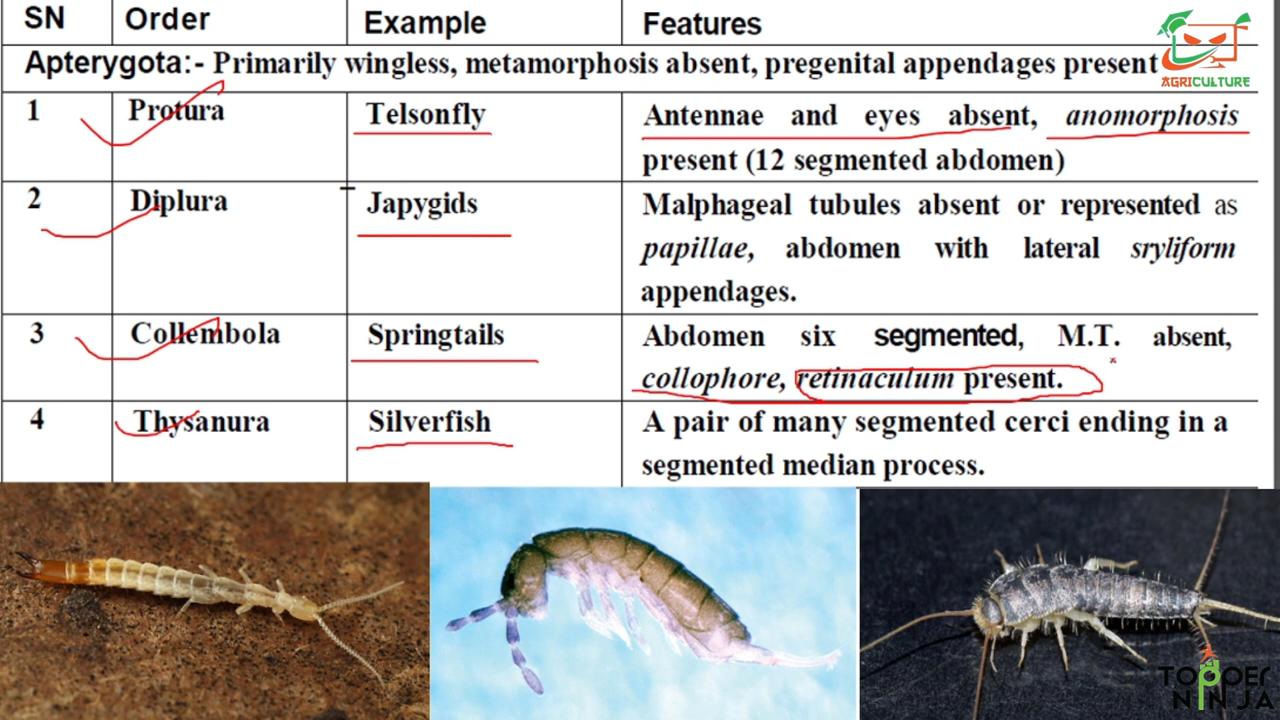 SN Order Example Features
Apterygota:- Primarily wingless, metamorphosis absent, pregenital appendages present
1 Protura Telsonfly Antennae and eyes absent, anomorphosis
present (12 segmented abdomen)
2 Diplura Japygids Malphageal tubules absent or represented as
papillae, abdomen with lateral sryliform
appendages.
3 Collembola Springtails Abdomen six segmented, M.T. absent,
collophore, retinaculum present.
4 Thysanura Silverfish A pair of many segmented cerci ending in a
segmented median process.
AGRICULTURE
TOPPER
NINJA